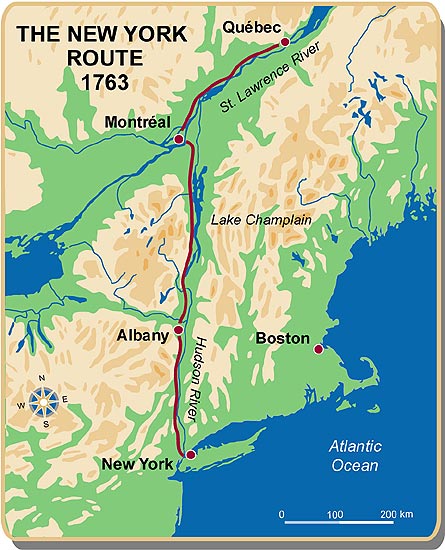 THE NEW YORK
ROUTE
1763
Québec
St. Lawrence River
Montréal
Lake Champlain
Albany
Hudson River
Boston
N
W
E
S
New York
Atlantic
Ocean
0 100 200 km